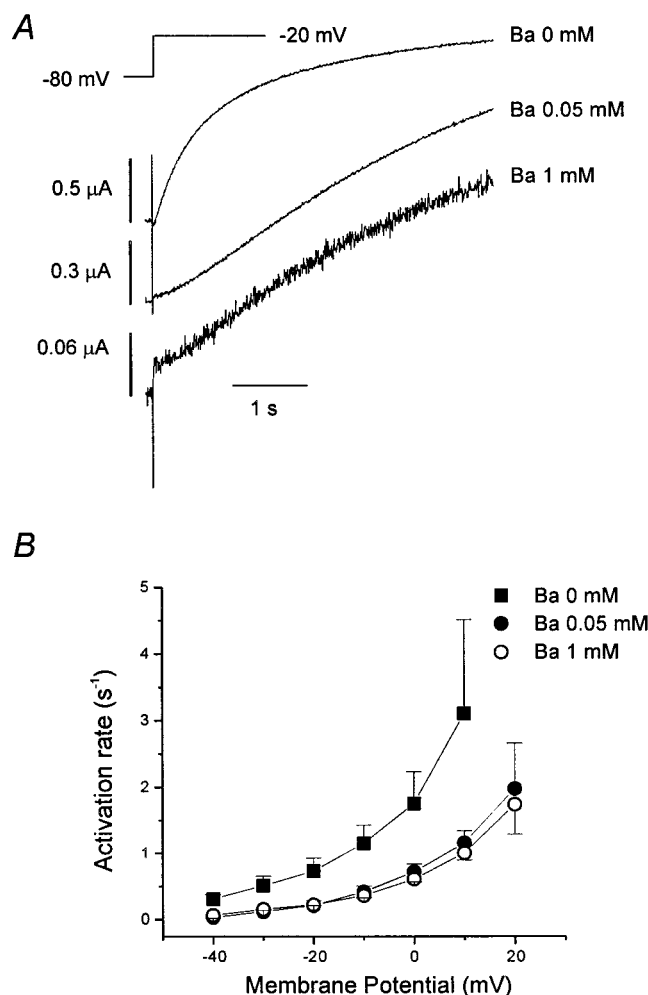 A
-20 mV
-80 mV
Ba 0 mM
Ba 0.05 mM
Ba 1 mM
0.5 μA
0.3 μA
0.06 μA
1 s
B
5
4
3
2
1
0
Activation rate (s⁻¹)
Ba 0 mM
Ba 0.05 mM
Ba 1 mM
-40
-20
0
20
Membrane Potential (mV)